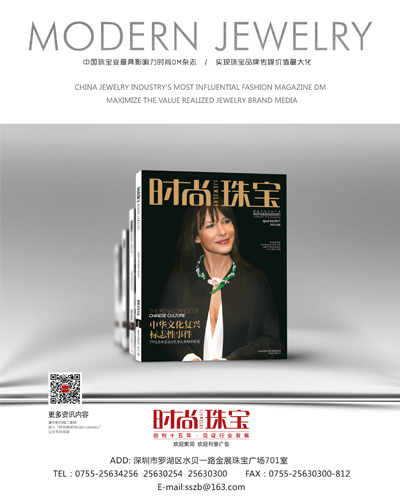 MODERN JEWELRY
中国珠宝业最具影响力时尚DM杂志 / 实现珠宝品牌传媒价值最大化
CHINA JEWELRY INDUSTRY'S MOST INFLUENTIAL FASHION MAGAZINE DM
MAXIMIZE THE VALUE REALIZED JEWELRY BRAND MEDIA
时尚珠宝
THE RENAISSANCE OF
CHINESE CULTURE
中华文化复兴
标志性事件
更多资讯内容
时尚珠宝
创刊十五年·见证行业发展
欢迎索阅 欢迎刊登广告
ADD: 深圳市罗湖区水贝一路金展珠宝广场701室
TEL : 0755-25634256 25630254 25630300 FAX : 0755-25630300-812
E-mail:sszb@163.com